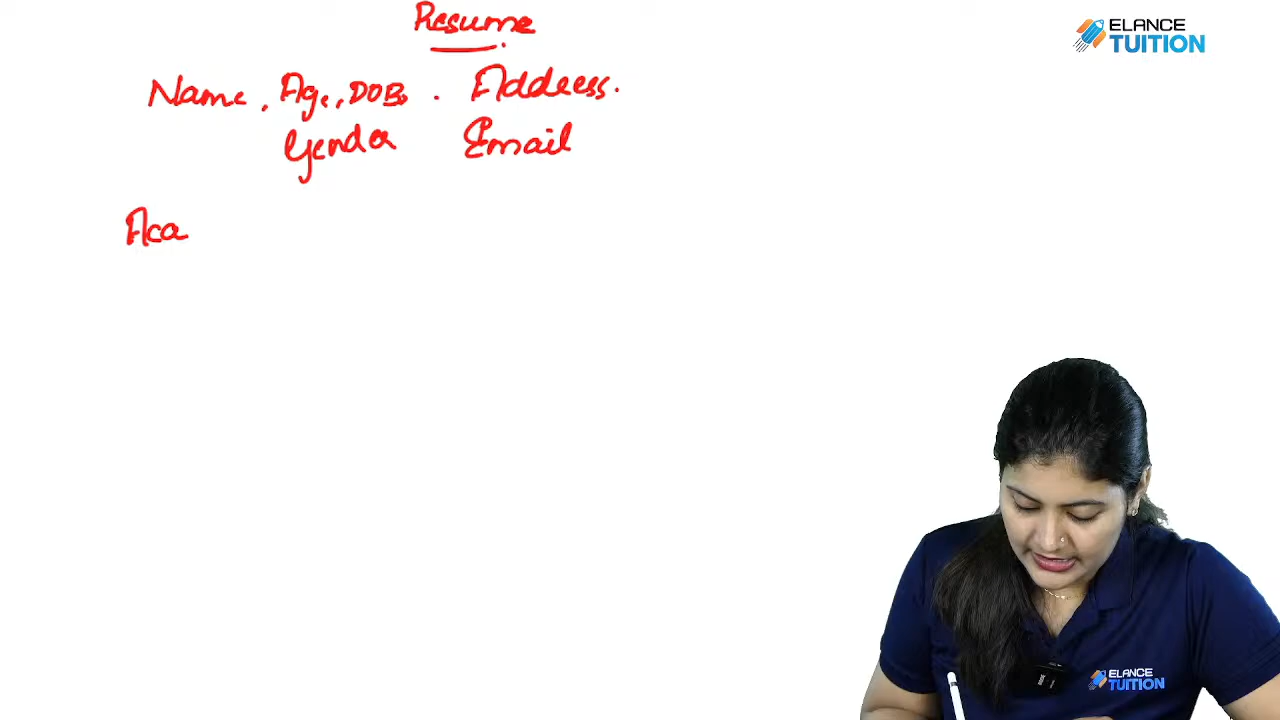 Resume
ELANCE
TUITION
Name, Age, DOB. Address.
Gender Email
Aca
ELANCE
TUITION